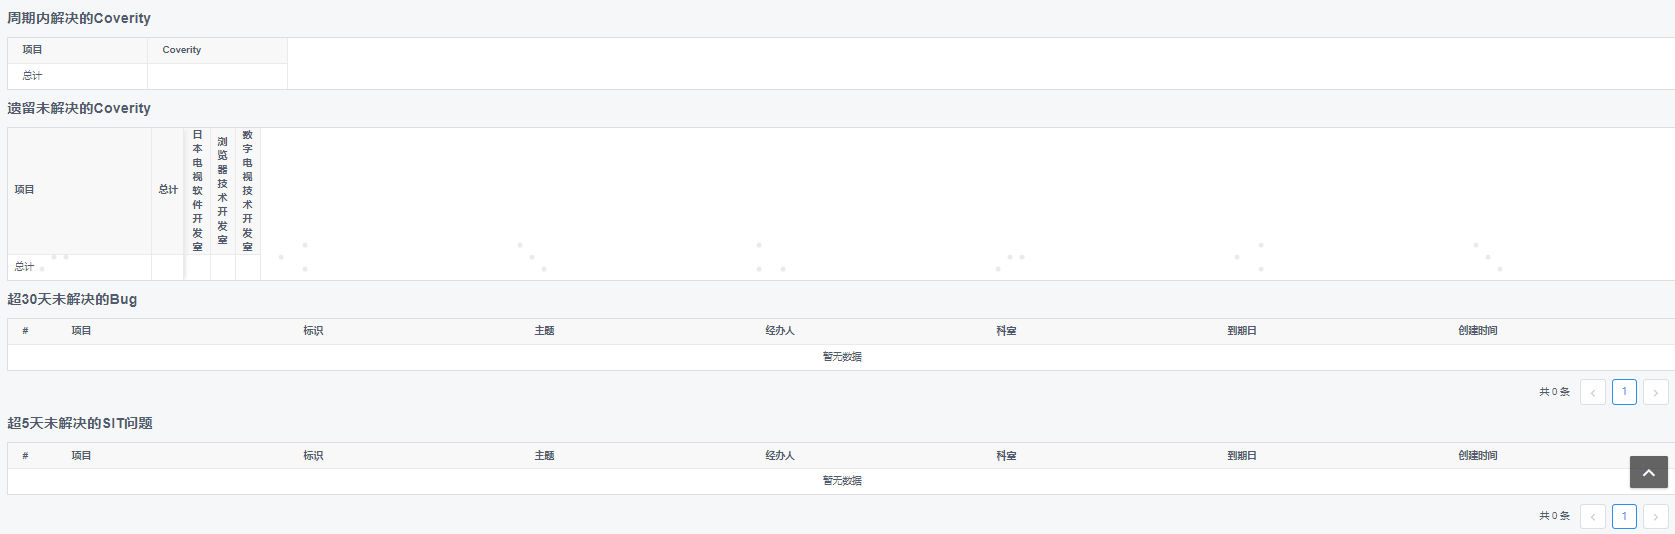 周期内解决的Coverity
项目 Coverity
总计
遗留未解决的Coverity
项目 总计 日本电视软件开发室 浏览器技术开发室 数字电视技术开发室
总计
超30天未解决的Bug
# 项目 标识 主题 经办人 科室 到期日 创建时间
暂无数据
共 0 条 1
超5天未解决的SIT问题
# 项目 标识 主题 经办人 科室 到期日 创建时间
暂无数据
共 0 条 1